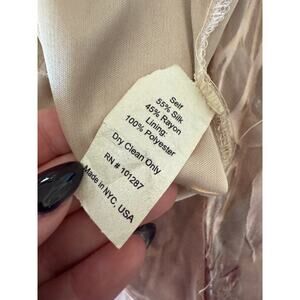 Self
55% Silk
45% Rayon
Lining:
100% Polyester
Dry Clean Only
RN # 101287
Made in NYC, USA